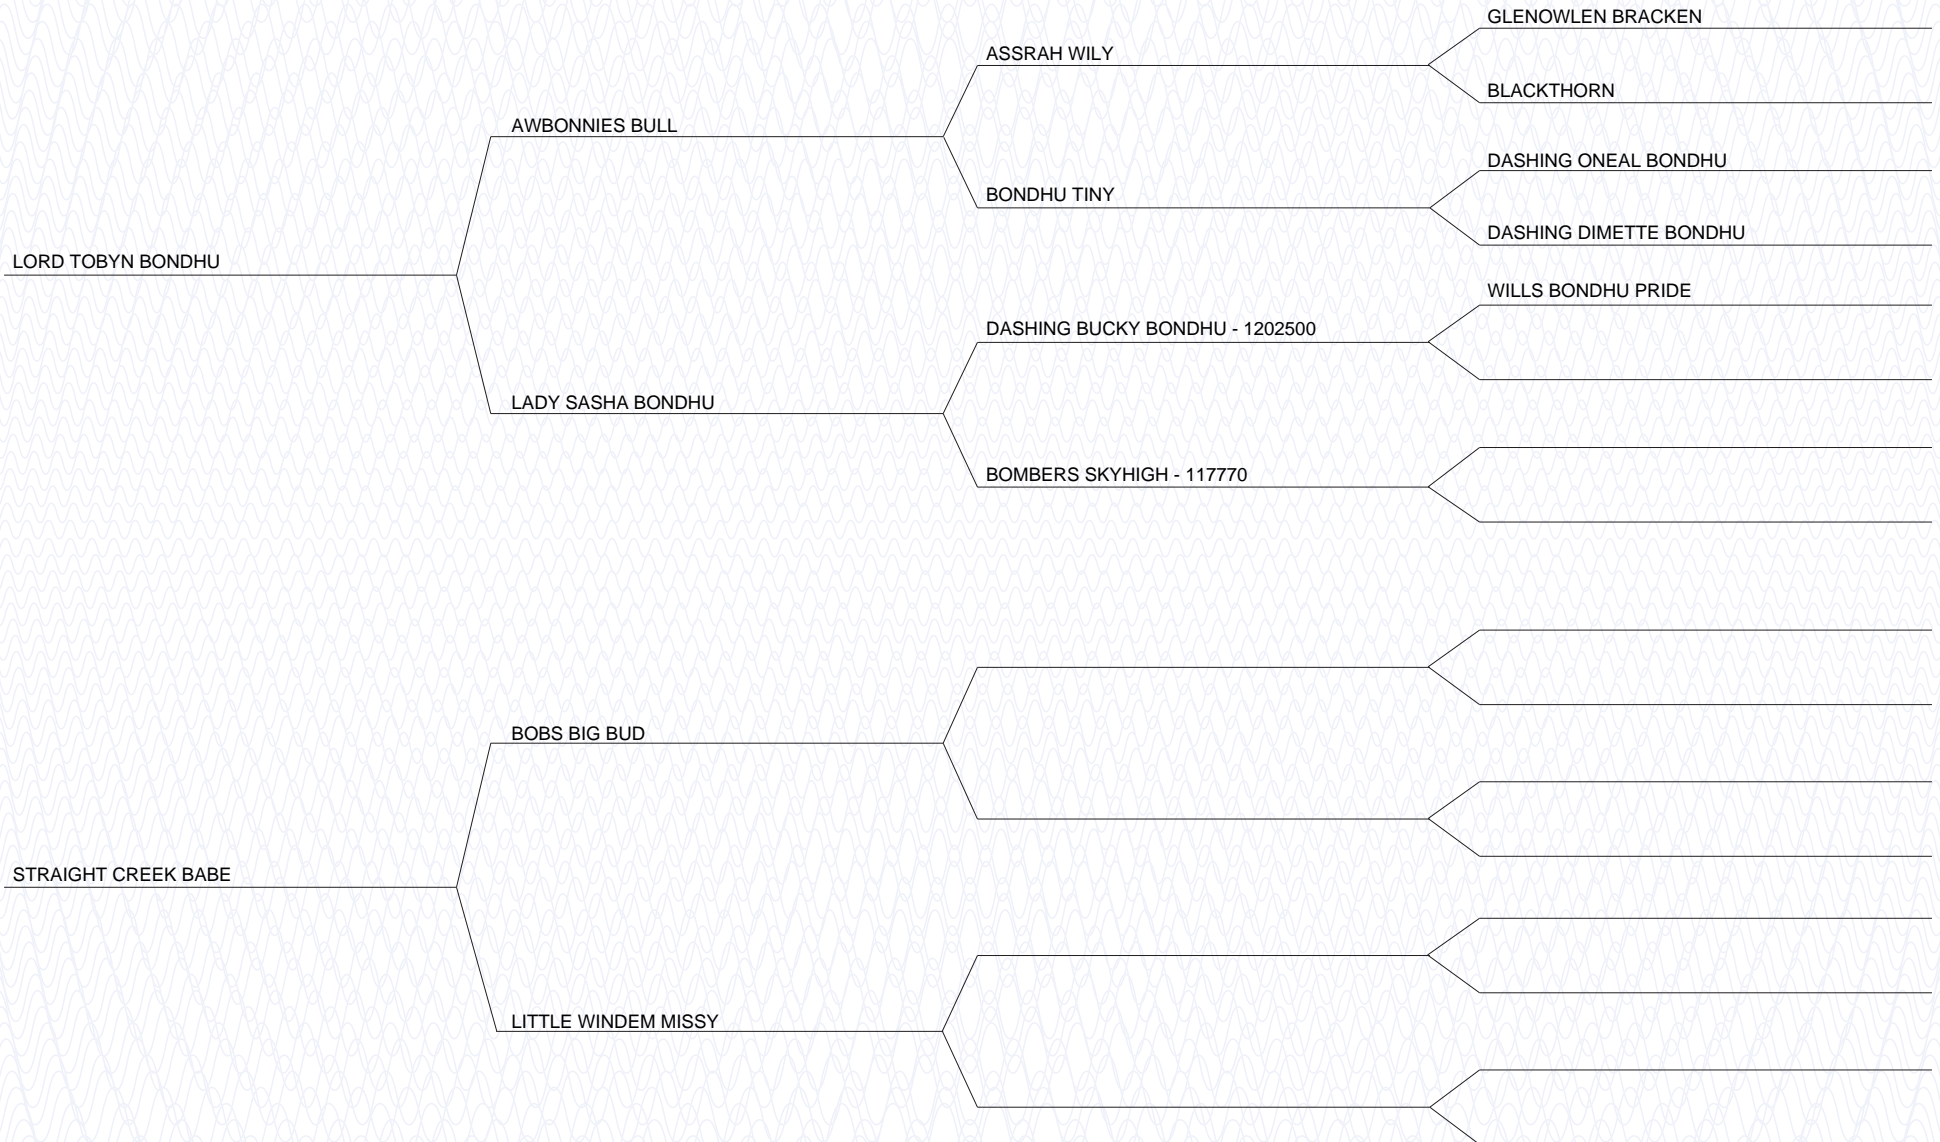 GLENOWLEN BRACKEN
ASSRAH WILY
BLACKTHORN
AWBONNIES BULL
DASHING ONEAL BONDHU
BONDHU TINY
DASHING DIMETTE BONDHU
LORD TOBYN BONDHU
WILLS BONDHU PRIDE
DASHING BUCKY BONDHU - 1202500
LADY SASHA BONDHU
BOMBERS SKYHIGH - 117770
BOBS BIG BUD
STRAIGHT CREEK BABE
LITTLE WINDEM MISSY